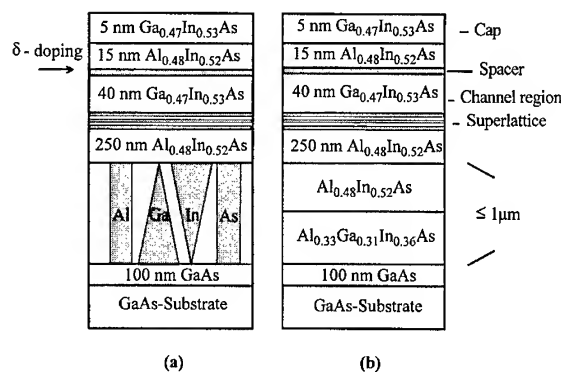 δ - doping
5 nm Ga0.47In0.53As
15 nm Al0.48In0.52As
40 nm Ga0.47In0.53As
250 nm Al0.48In0.52As
Al
Ga
In
As
100 nm GaAs
GaAs-Substrate
(a)
5 nm Ga0.47In0.53As
15 nm Al0.48In0.52As
40 nm Ga0.47In0.53As
250 nm Al0.48In0.52As
Al0.48In0.52As
Al0.33Ga0.31In0.36As
100 nm GaAs
GaAs-Substrate
(b)
Cap
Spacer
Channel region
Superlattice
≤ 1μm